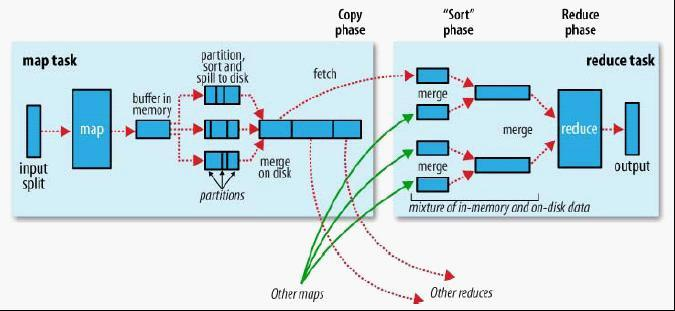 Copy
phase
“Sort”
phase
Reduce
phase
map task
partition,
sort and
spill to disk
fetch
reduce task
buffer in
memory
map
merge
merge
reduce
input
split
merge
on disk
merge
output
partitions
mixture of in-memory and on-disk data
Other maps
Other reduces